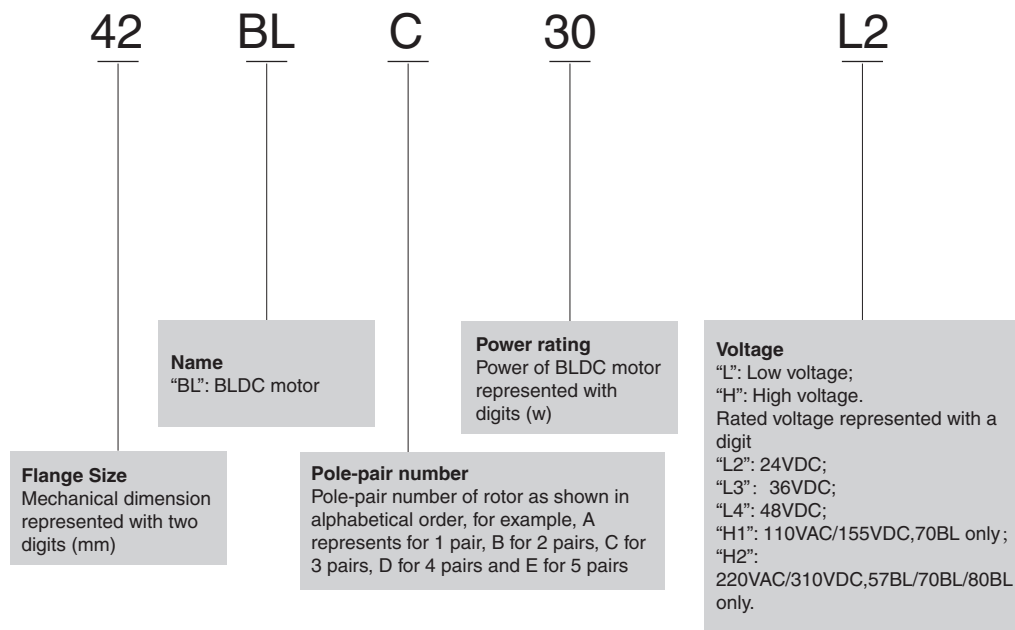 42 BL C 30 L2
Name
“BL”: BLDC motor
Power rating
Power of BLDC motor
represented with
digits (w)
Voltage
“L”: Low voltage;
“H”: High voltage.
Rated voltage represented with a
digit
“L2”: 24VDC;
“L3”: 36VDC;
“L4”: 48VDC;
“H1”: 110VAC/155VDC,70BL only;
“H2”:
220VAC/310VDC,57BL/70BL/80BL
only.
Flange Size
Mechanical dimension
represented with two
digits (mm)
Pole-pair number
Pole-pair number of rotor as shown in
alphabetical order, for example, A
represents for 1 pair, B for 2 pairs, C for
3 pairs, D for 4 pairs and E for 5 pairs